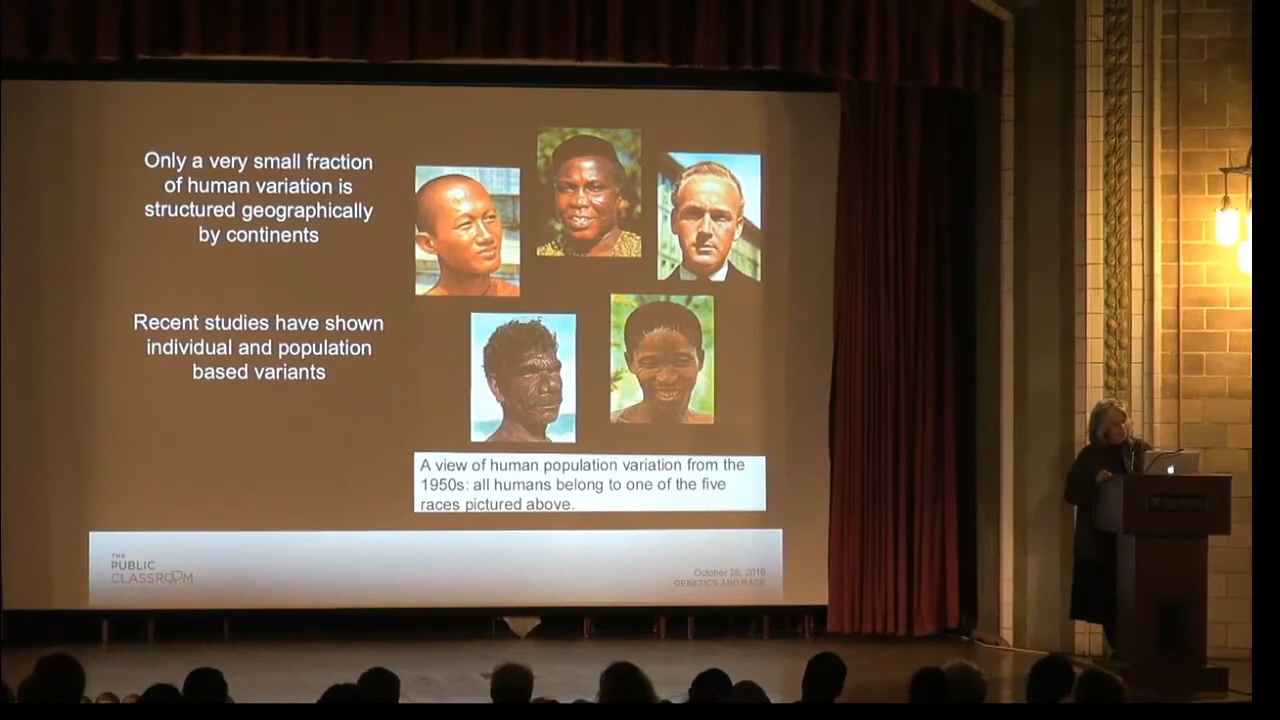 Only a very small fraction
of human variation is
structured geographically
by continents
Recent studies have shown
individual and population
based variants
A view of human population variation from the
1950s: all humans belong to one of the five
races pictured above.
THE
PUBLIC
CLASSROOM
October 26, 2016
GENETICS AND RACE